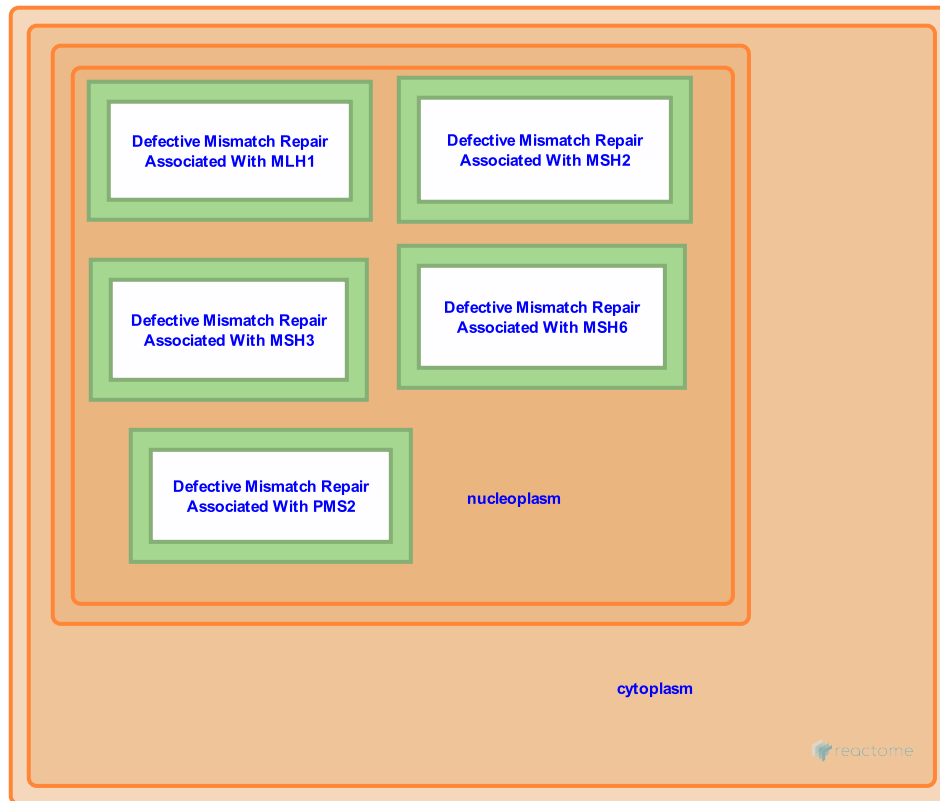 Defective Mismatch Repair
Associated With MLH1
Defective Mismatch Repair
Associated With MSH2
Defective Mismatch Repair
Associated With MSH3
Defective Mismatch Repair
Associated With MSH6
Defective Mismatch Repair
Associated With PMS2
nucleoplasm
cytoplasm
reactome